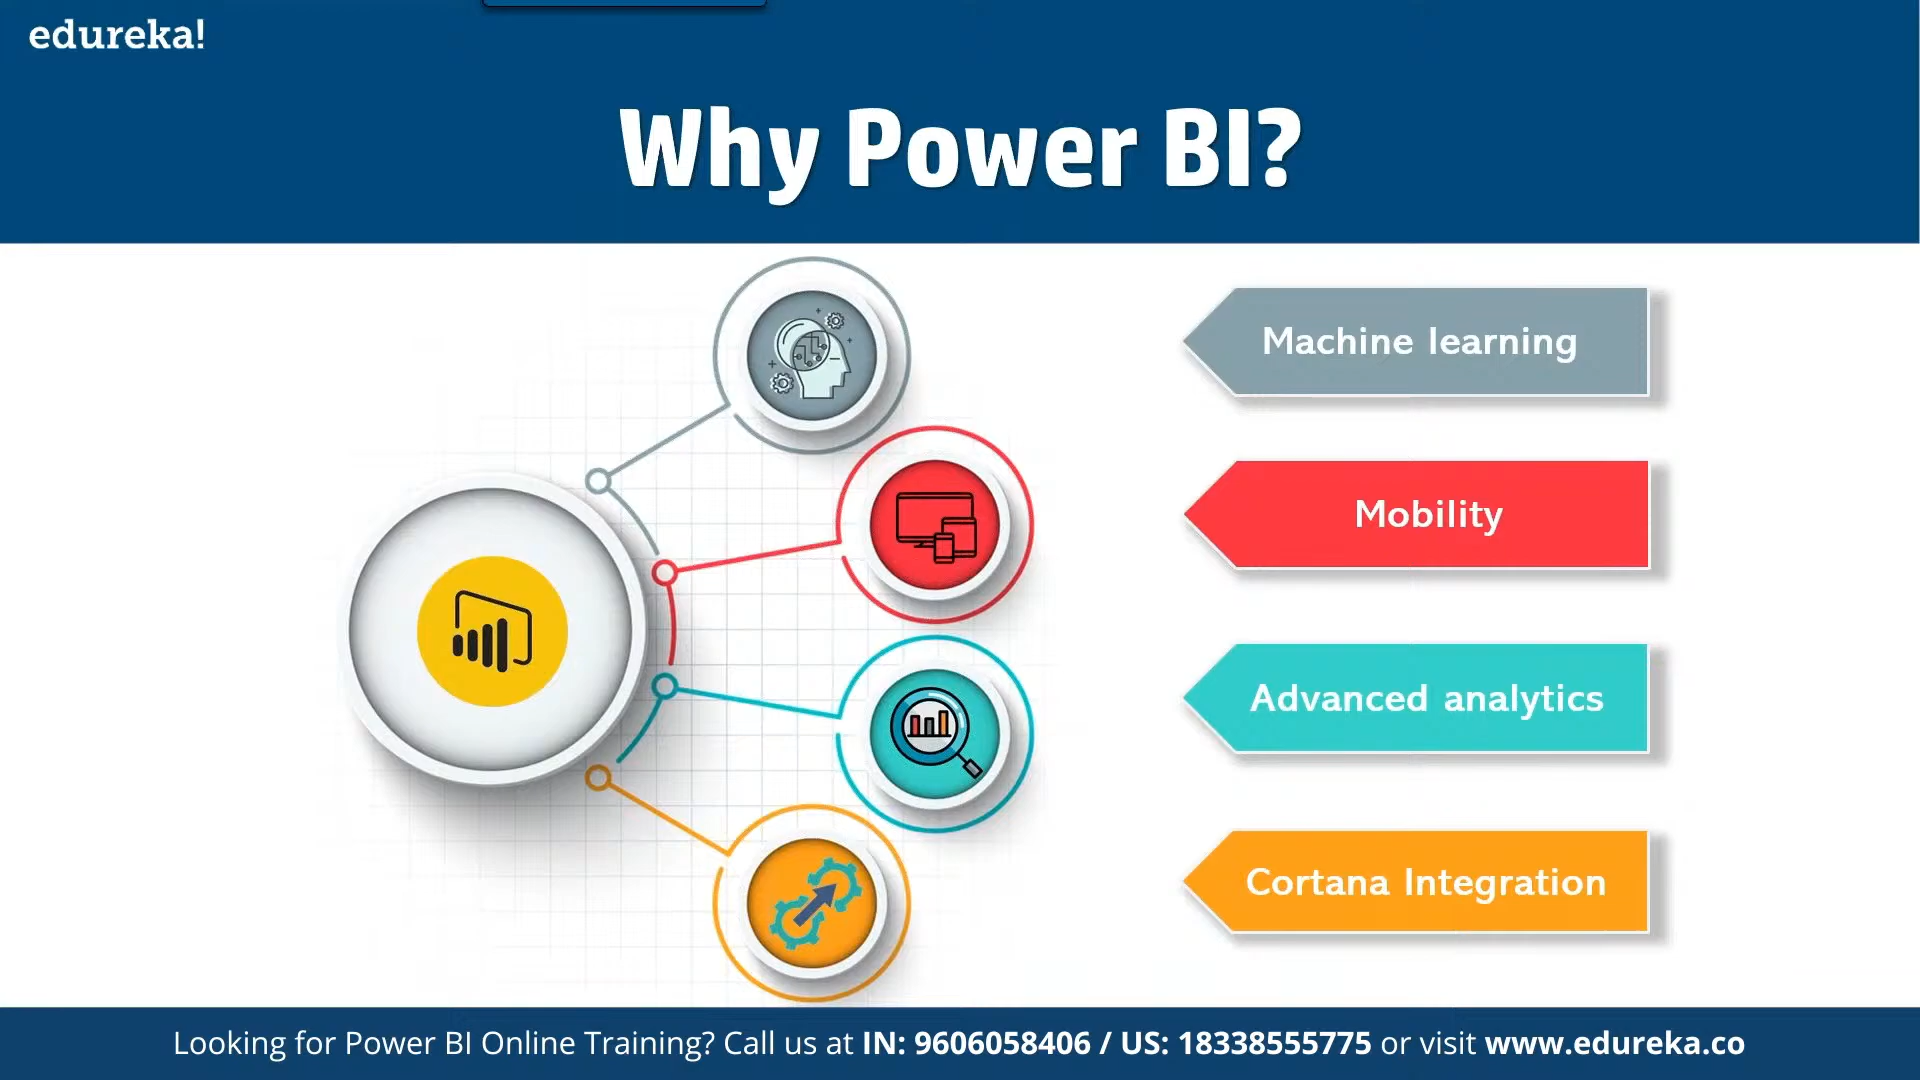 edureka!
Why Power BI?
Machine learning
Mobility
Advanced analytics
Cortana Integration
Looking for Power BI Online Training? Call us at IN: 9606058406 / US: 18338555775 or visit www.edureka.co